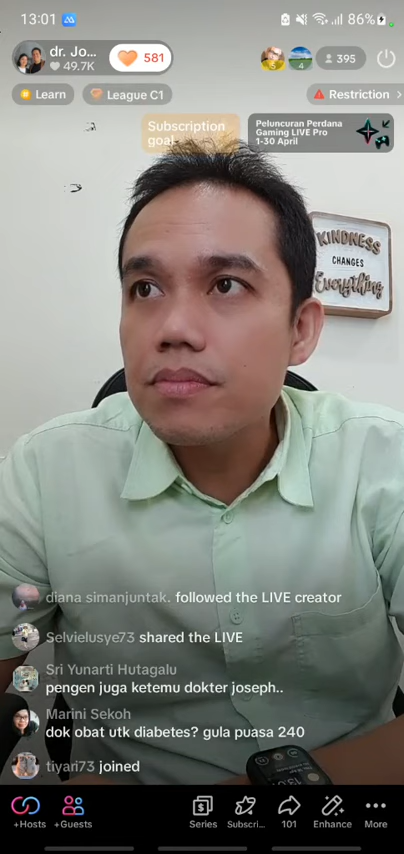 13:01
86%
dr. Jo...
49.7K
581
5
4
395
Learn
League C1
Restriction
Subscription
goal
Peluncuran Perdana
Gaming LIVE Pro
1-30 April
KINDNESS
CHANGES
Everything
diana simanjuntak. followed the LIVE creator
Selvielusye73 shared the LIVE
Sri Yunarti Hutagalu
pengen juga ketemu dokter joseph..
Marini Sekoh
dok obat utk diabetes? gula puasa 240
tiyari73 joined
+Hosts
+Guests
Series
Subscri...
101
Enhance
More